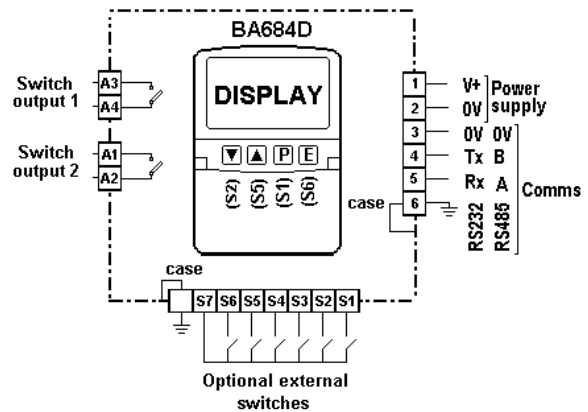 BA684D
Switch output 1
A3
A4
Switch output 2
A1
A2
DISPLAY
▼ ▲ P E
(S2) (S5) (S1) (S6)
1 V+ Power supply
2 0V
3 0V 0V
4 Tx B
5 Rx A
6
Comms
RS232 RS485
case
case
S7 S6 S5 S4 S3 S2 S1
Optional external
switches